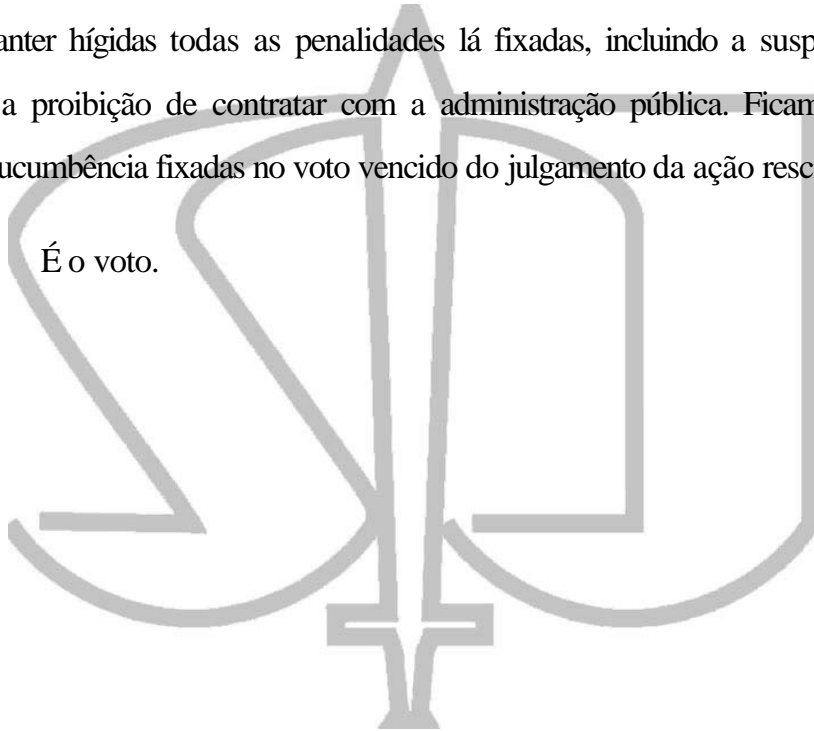 anter hígidas todas as penalidades lá fixadas, incluindo a susp
a proibição de contratar com a administração pública. Ficam
ucumbência fixadas no voto vencido do julgamento da ação resc
É o voto.